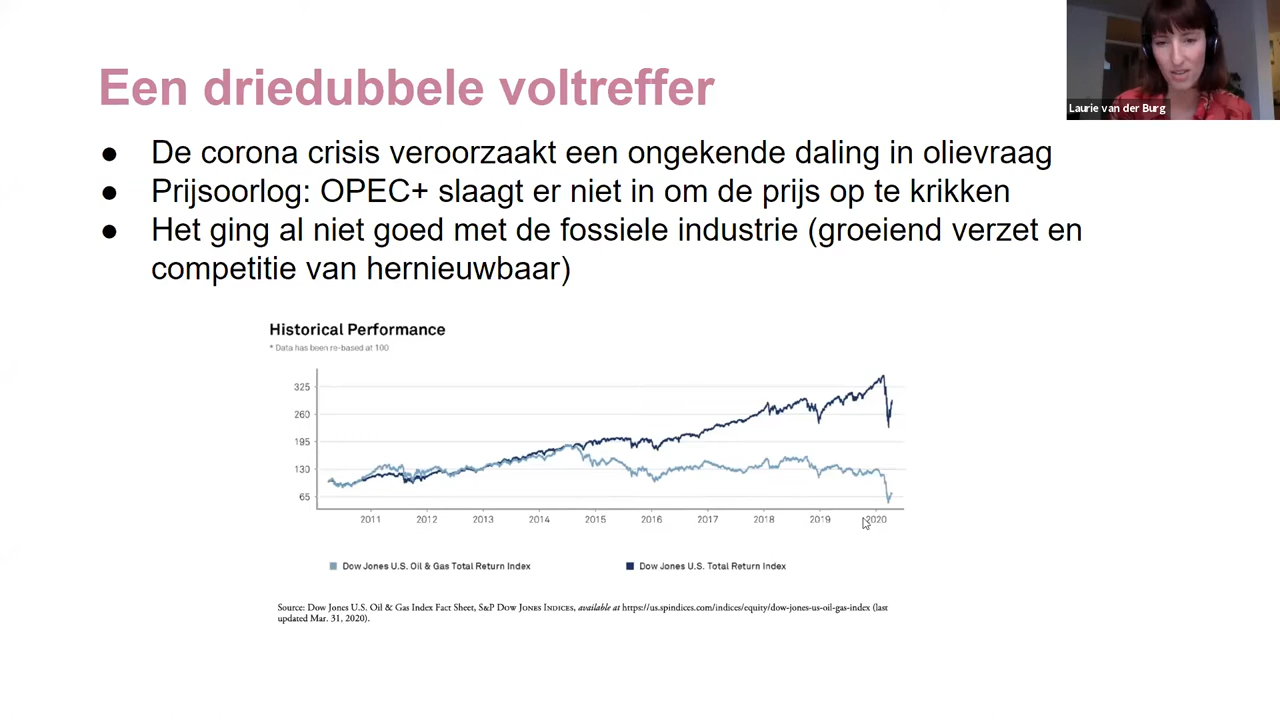 Een driedubbele voltreffer
Laurie van der Burg
● De corona crisis veroorzaakt een ongekende daling in olievraag
● Prijsoorlog: OPEC+ slaagt er niet in om de prijs op te krikken
● Het ging al niet goed met de fossiele industrie (groeiend verzet en
competitie van hernieuwbaar)
Historical Performance
* Data has been re-based at 100
325
260
195
130
65
2011 2012 2013 2014 2015 2016 2017 2018 2019 2020
Dow Jones U.S. Oil & Gas Total Return Index
Dow Jones U.S. Total Return Index
Source: Dow Jones U.S. Oil & Gas Index Fact Sheet, S&P Dow Jones Indices, available at https://us.spindices.com/indices/equity/dow-jones-us-oil-gas-index (last
updated Mar. 31, 2020).